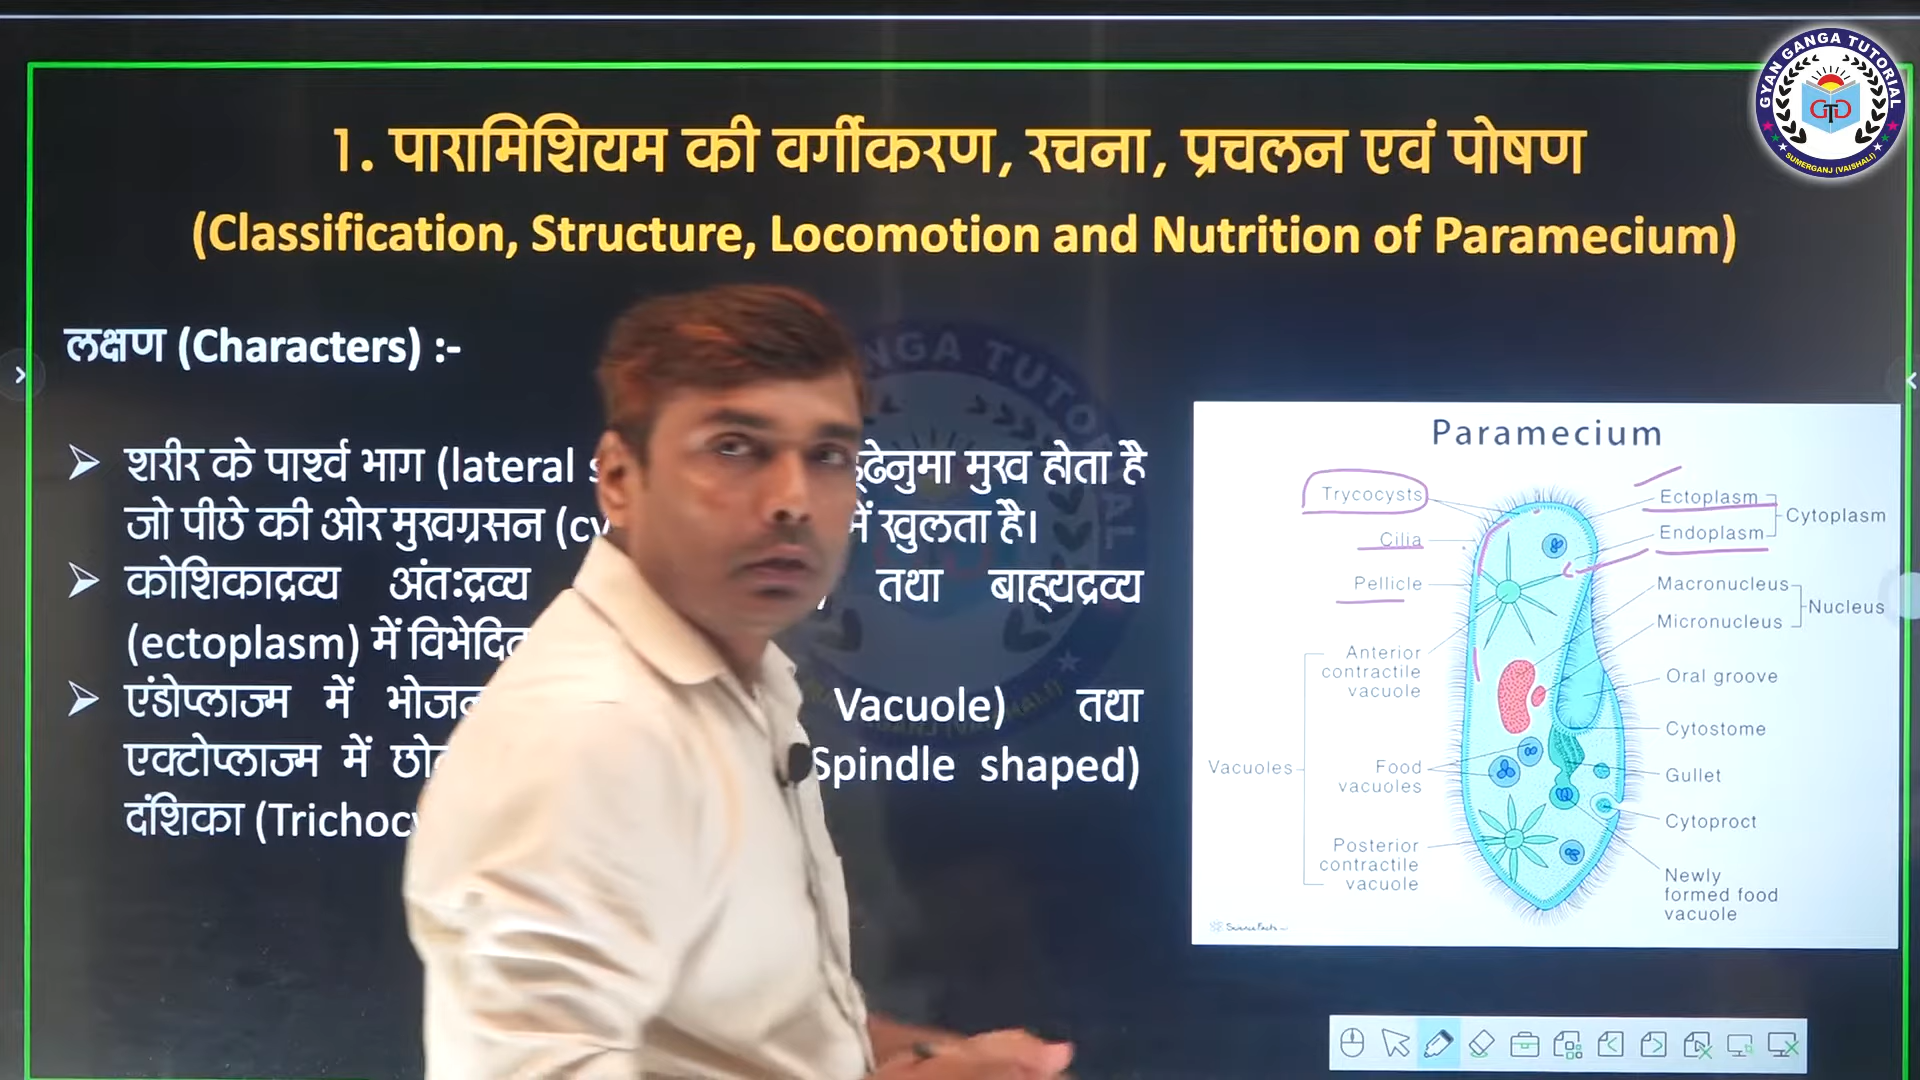 GYAN GANGA TUTORIAL
GTD
SUMERGANJ (VAISHALI)
1. पारामिशियम की वर्गीकरण, रचना, प्रचलन एवं पोषण
(Classification, Structure, Locomotion and Nutrition of Paramecium)
लक्षण (Characters) :-
शरीर के पार्श्व भाग (lateral मुख होता है
जो पीछे की ओर मुखग्रसन में खुलता है।
कोशिकाद्रव्य अंतःद्रव्य तथा बाह्यद्रव्य
(ectoplasm) में
एंडोप्लाज्म में Vacuole) तथा
एक्टोप्लाज्म में Spindle shaped)
दंशिका
Paramecium
Trycocysts
Cilia
Pellicle
Anterior
contractile
vacuole
Vacuoles
Food
vacuoles
Posterior
contractile
vacuole
Ectoplasm
Cytoplasm
Endoplasm
Macronucleus
Nucleus
Micronucleus
Oral groove
Cytostome
Gullet
Cytoproct
Newly
formed food
vacuole